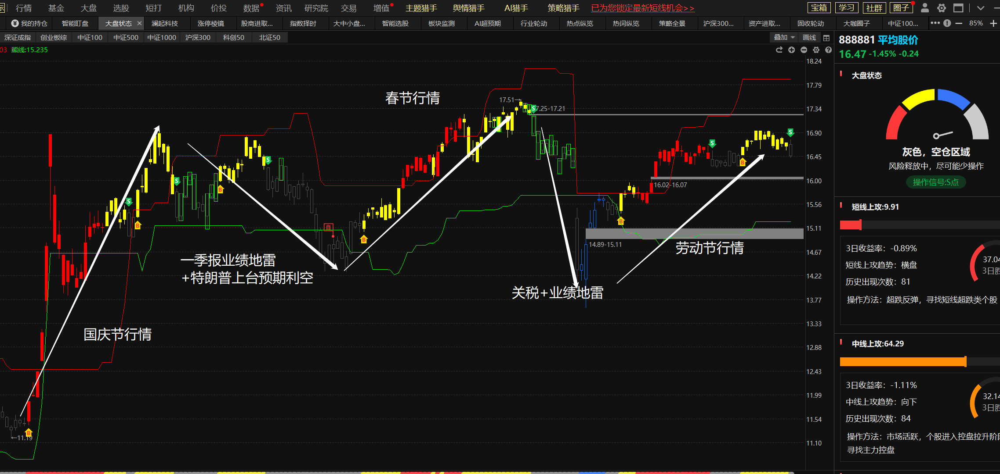 示 行情 基金 大盘 选股 短打 机构 价投 数据 资讯 研究院 交易 增值 主题猎手 舆情猎手 AI猎手 策略猎手 已为您锁定最新短线机会>> 宝箱 学习 社群 圈子
¥ 我的持仓 智能盯盘 大盘状态 × 澜起科技 涨停棱镜 股商进取... 指数择时 大中小盘... 智能选股 板块监测 AI超预期 行业轮动 热点纵览 热词纵览 策略全景 沪深300... 资产进取... 固收轮动 大咖圈子 中证100... ••• 85%
深证成指 创业板综 中证100 中证500 中证1000 沪深300 科创50 北证50 叠加 画线
03 熊线:15.235
18.24
17.79
17.34
16.90
16.45
16.00
15.56
15.11
14.67
14.22
13.77
13.33
12.88
12.43
11.99
11.54
11.10
春节行情
17.51→
S 7.25-17.21
S
S
S
S
S
B
B
B
自
B
B
B
16.02-16.07
14.89-15.11
一季报业绩地雷
+特朗普上台预期利空
劳动节行情
关税+业绩地雷
国庆节行情
B
←11.19
888881 平均股价
16.47 -1.45% -0.24
大盘状态
灰色，空仓区域
风险释放中，尽可能少操作
操作信号:S点
短线上攻:9.91
3日收益率：-0.89%
短线上攻趋势：横盘
历史出现次数：81
37.04
3日胜
操作方法：超跌反弹，寻找短线超跌类个股
中线上攻:64.29
3日收益率：-1.11%
中线上攻趋势：向下
历史出现次数：84
32.14
3日胜
操作方法：市场活跃，个股进入控盘拉升阶段
寻找主力控盘